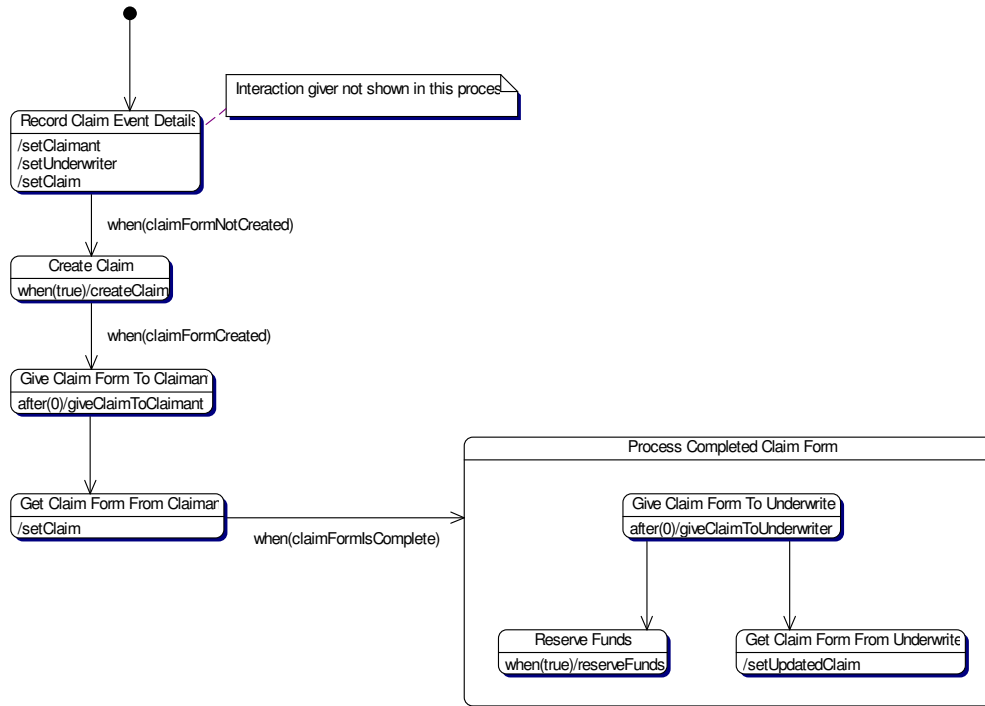 Interaction giver not shown in this proces
Record Claim Event Details
/setClaimant
/setUnderwriter
/setClaim
when(claimFormNotCreated)
Create Claim
when(true)/createClaim
when(claimFormCreated)
Give Claim Form To Claimant
after(0)/giveClaimToClaimant
Process Completed Claim Form
Get Claim Form From Claiman
/setClaim
when(claimFormIsComplete)
Give Claim Form To Underwrite
after(0)/giveClaimToUnderwriter
Reserve Funds
when(true)/reserveFunds
Get Claim Form From Underwrite
/setUpdatedClaim